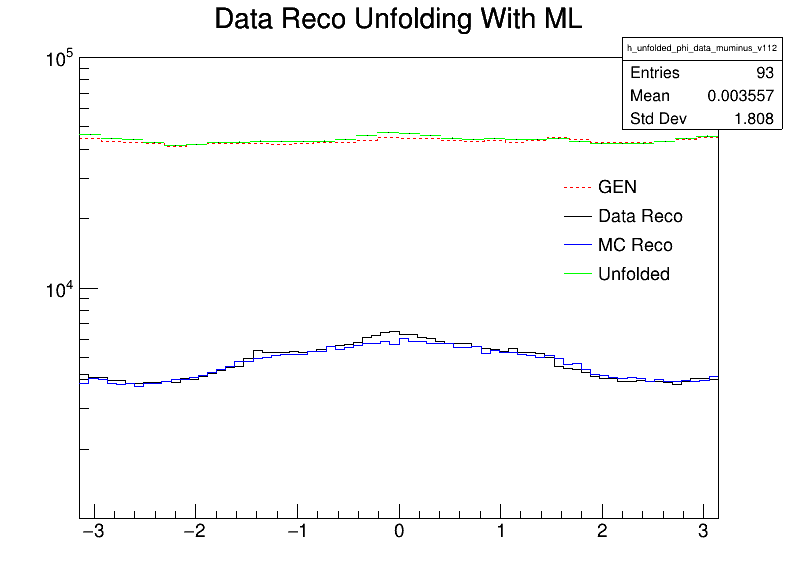 Data Reco Unfolding With ML
h_unfolded_phi_data_muminus_v112
Entries 93
Mean 0.003557
Std Dev 1.808
10^5
GEN
Data Reco
MC Reco
Unfolded
10^4
−3 −2 −1 0 1 2 3